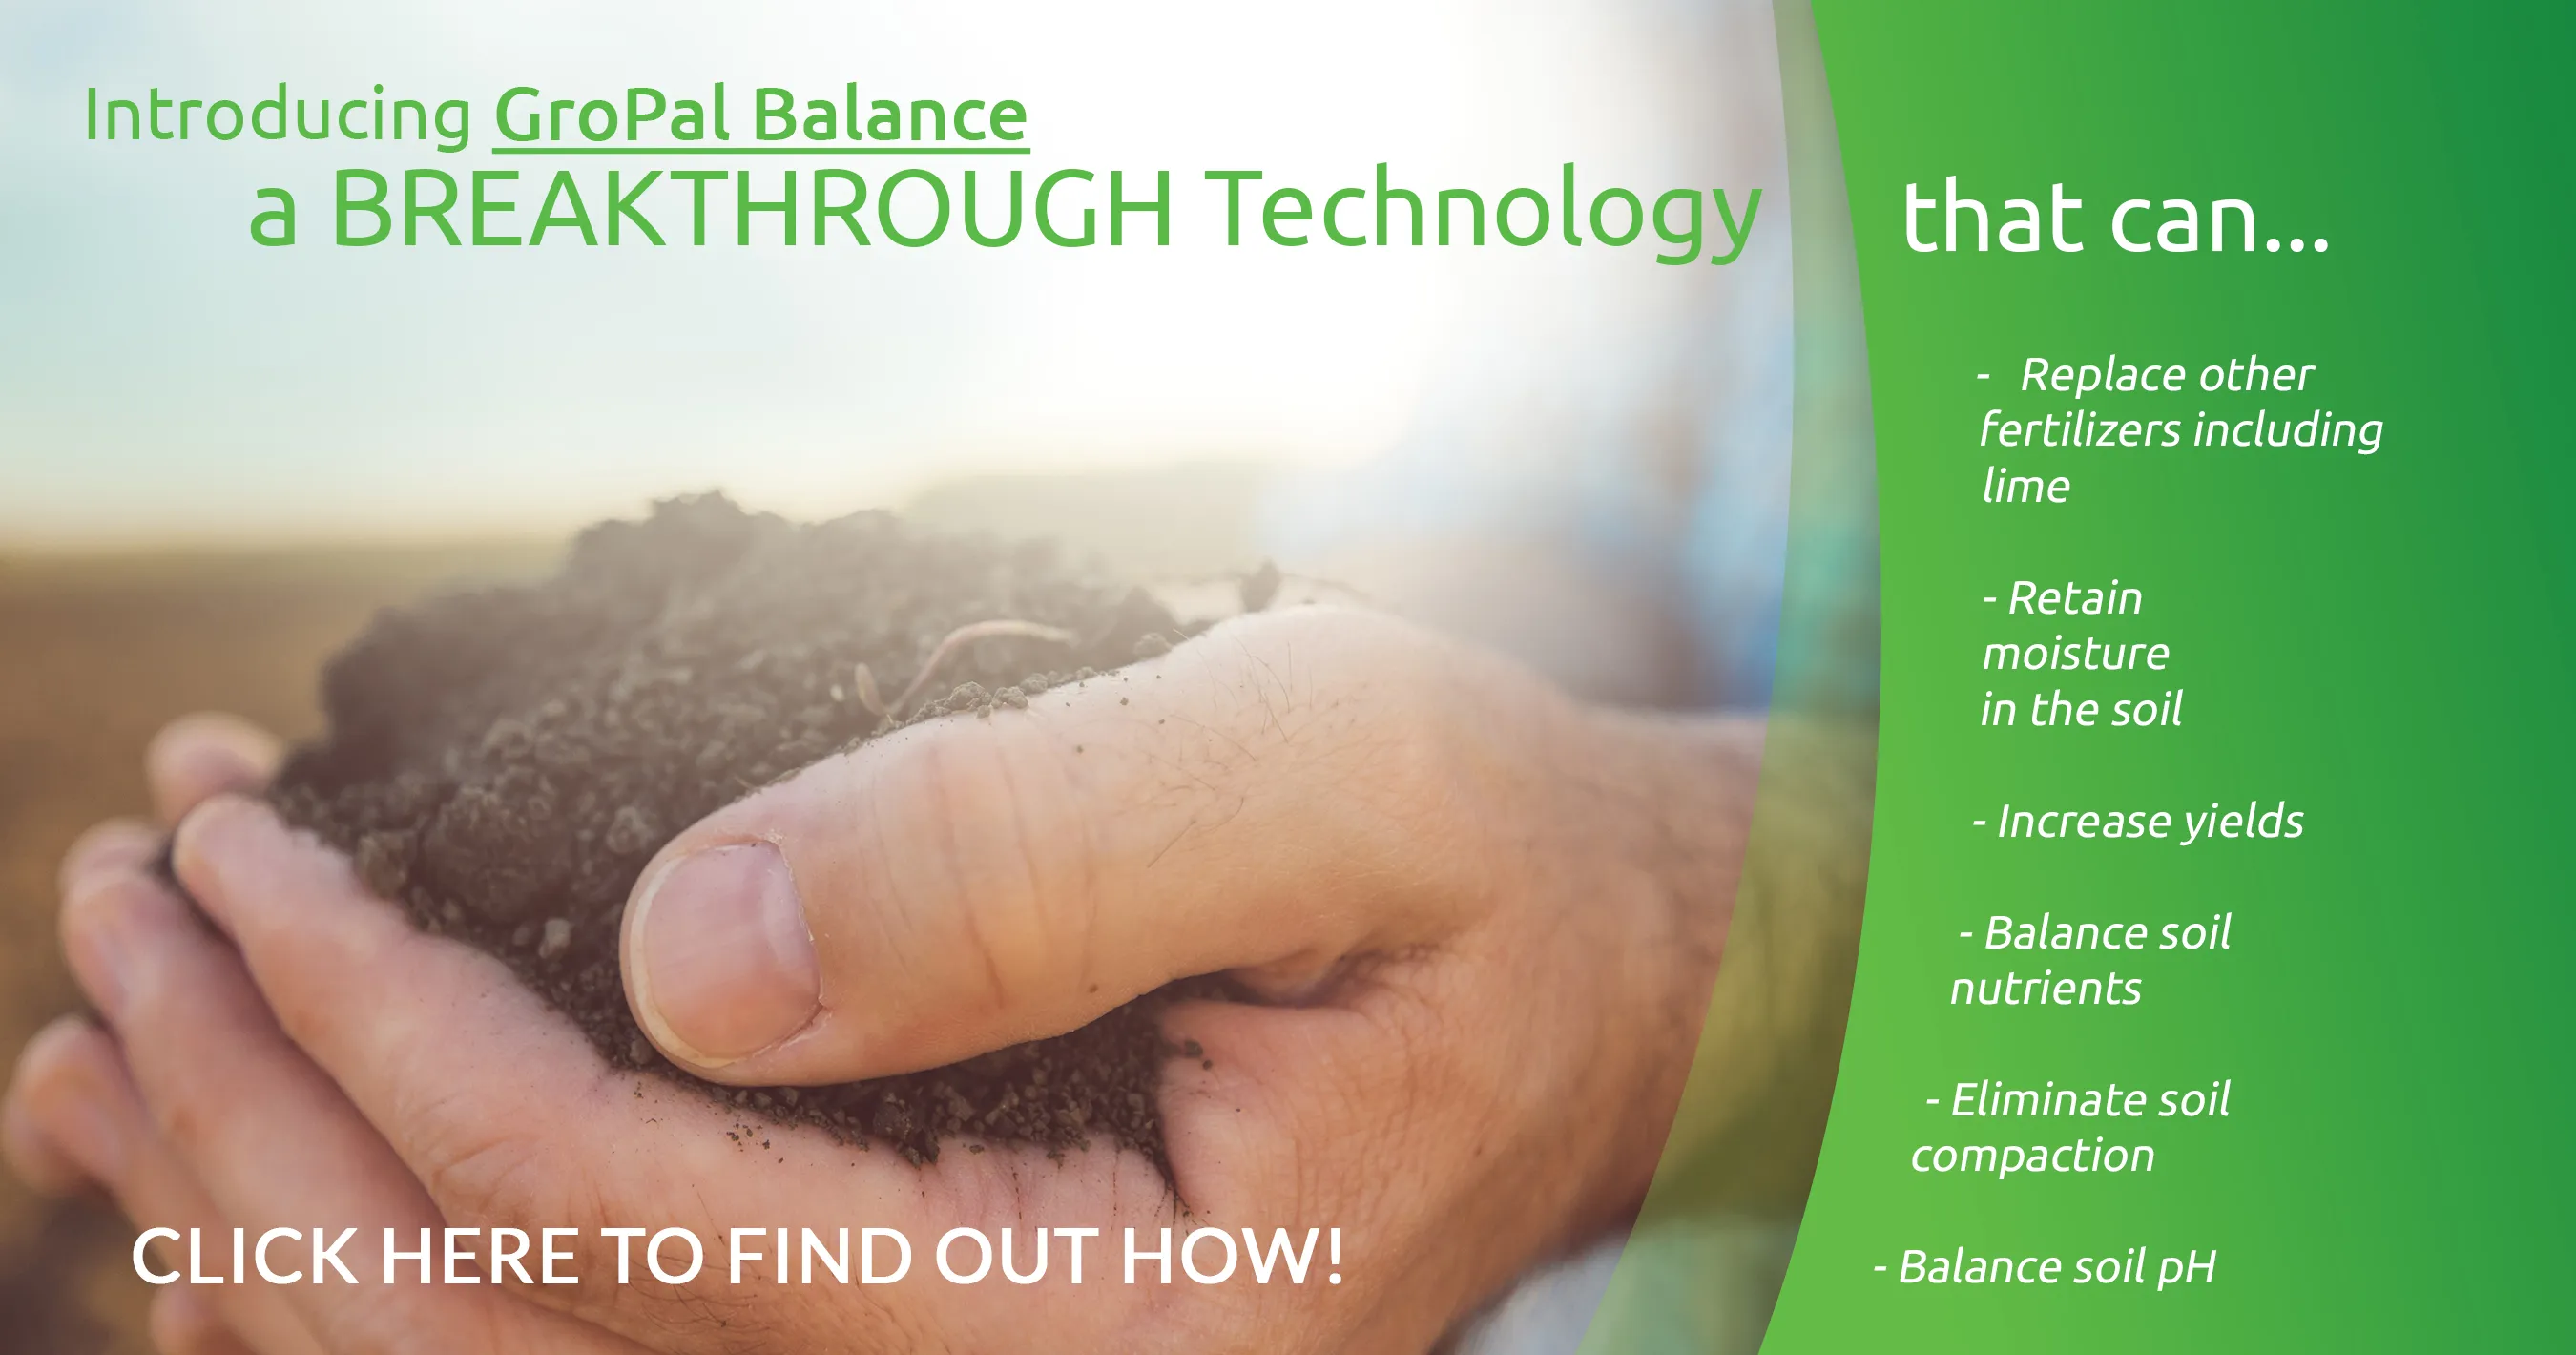 Introducing GroPal Balance
a BREAKTHROUGH Technology that can...
- Replace other
fertilizers including
lime
- Retain
moisture
in the soil
- Increase yields
- Balance soil
nutrients
- Eliminate soil
compaction
- Balance soil pH
CLICK HERE TO FIND OUT HOW!